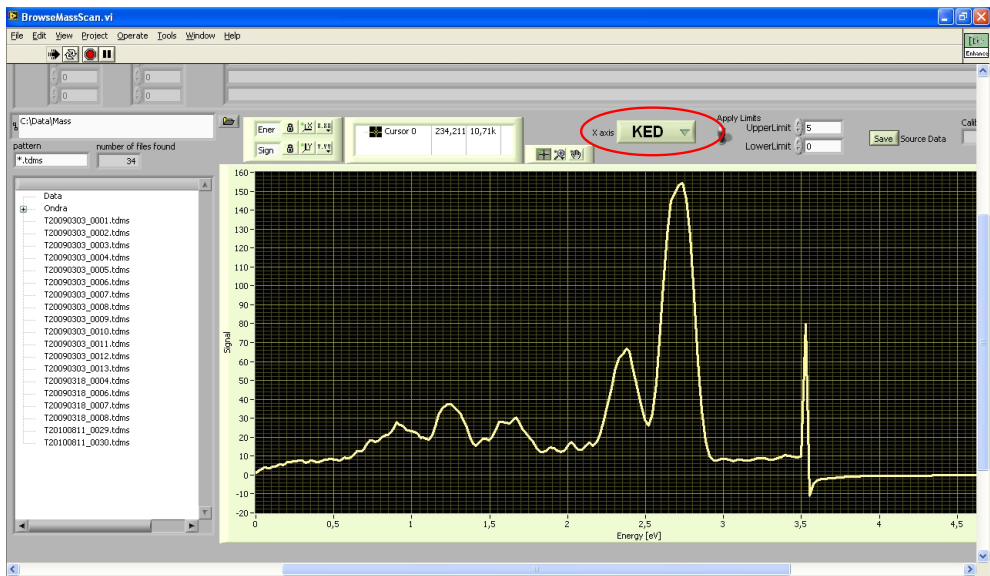 BrowseMassScan.vi
File Edit View Project Operate Tools Window Help
Enhance
0 0
0 0
C:\Data\Mass
pattern number of files found
*.tdms 34
Ener
Sign
Cursor 0 234,211 10,71k
X axis KED
Apply Limits
UpperLimit 5
LowerLimit 0
Save Source Data
Data
Ondra
T20090303_0001.tdms
T20090303_0002.tdms
T20090303_0003.tdms
T20090303_0004.tdms
T20090303_0005.tdms
T20090303_0006.tdms
T20090303_0007.tdms
T20090303_0008.tdms
T20090303_0009.tdms
T20090303_0010.tdms
T20090303_0011.tdms
T20090303_0012.tdms
T20090303_0013.tdms
T20090318_0004.tdms
T20090318_0006.tdms
T20090318_0007.tdms
T20090318_0008.tdms
T20100811_0029.tdms
T20100811_0030.tdms
160
150
140
130
120
110
100
90
80
70
60
50
40
30
20
10
0
-10
-20
Signal
0 0,5 1 1,5 2 2,5 3 3,5 4 4,5
Energy [eV]